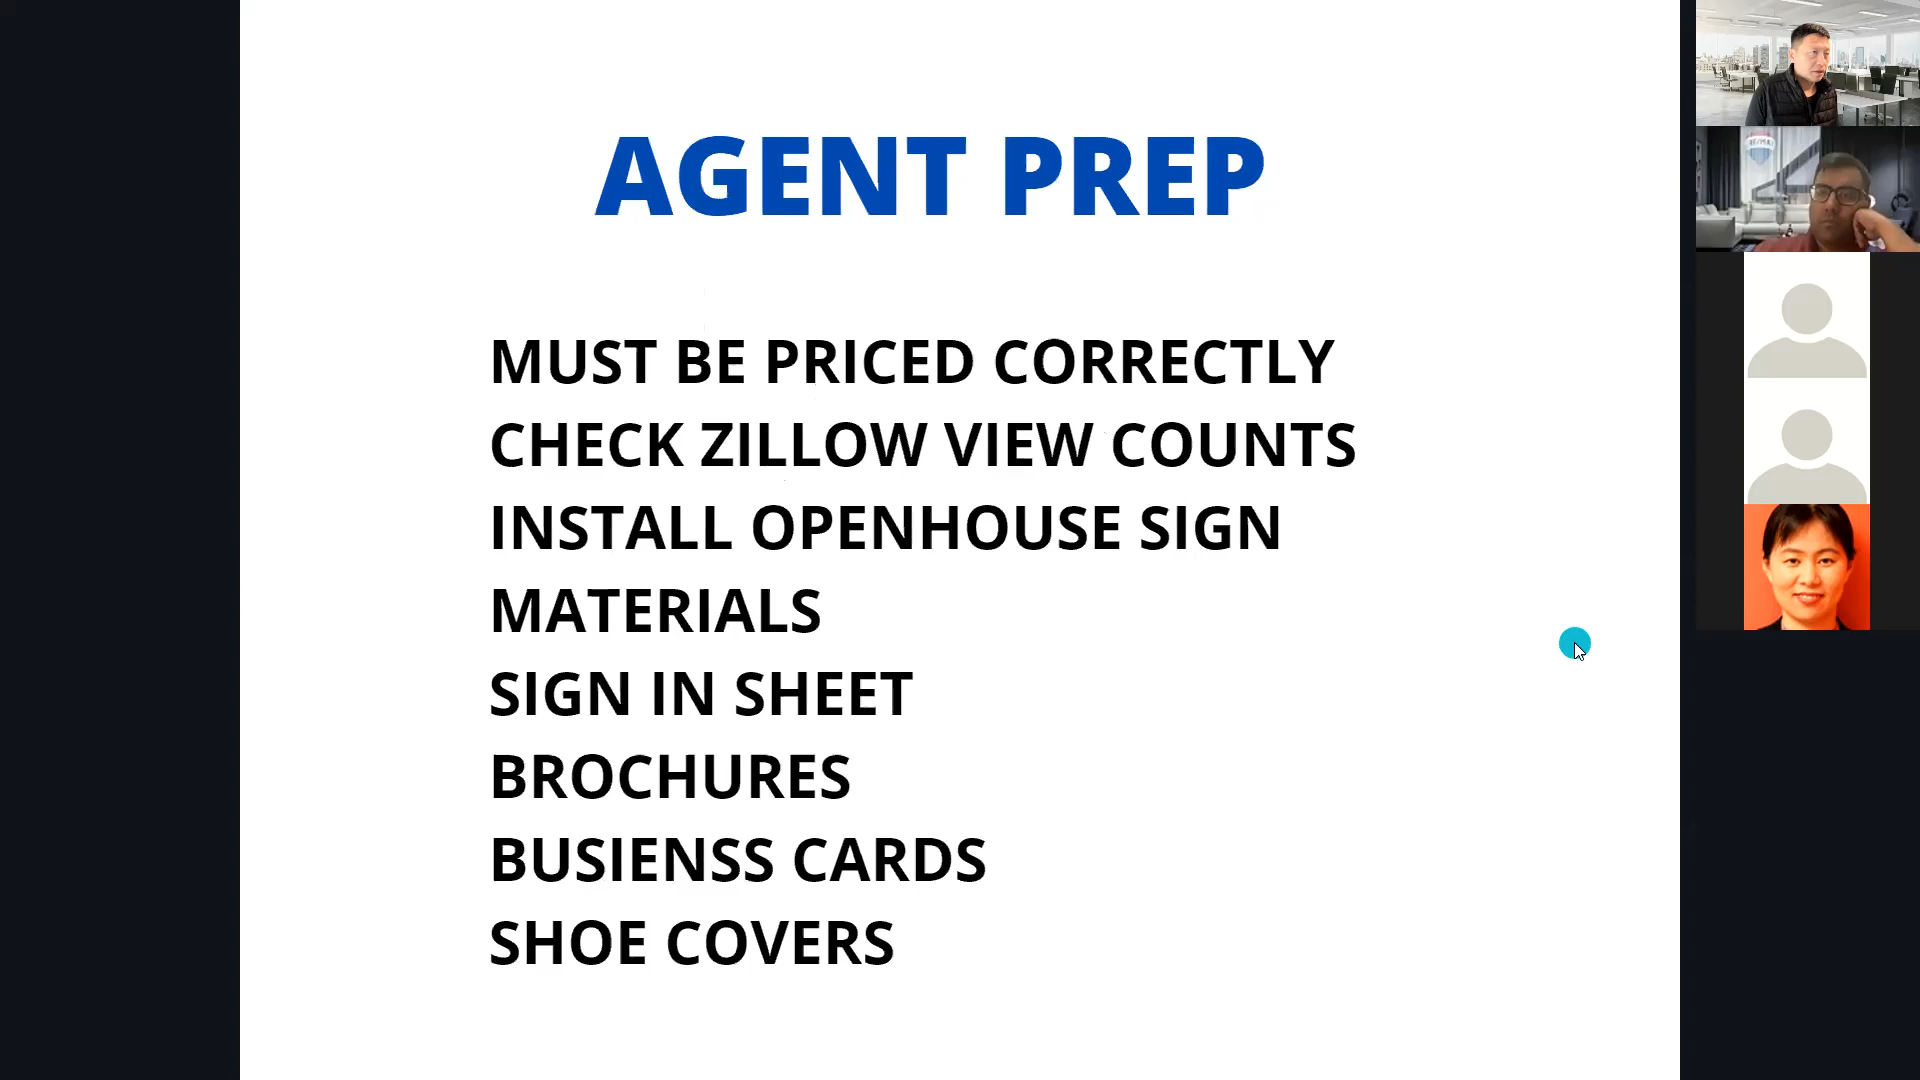 AGENT PREP
MUST BE PRICED CORRECTLY
CHECK ZILLOW VIEW COUNTS
INSTALL OPENHOUSE SIGN
MATERIALS
SIGN IN SHEET
BROCHURES
BUSIENSS CARDS
SHOE COVERS